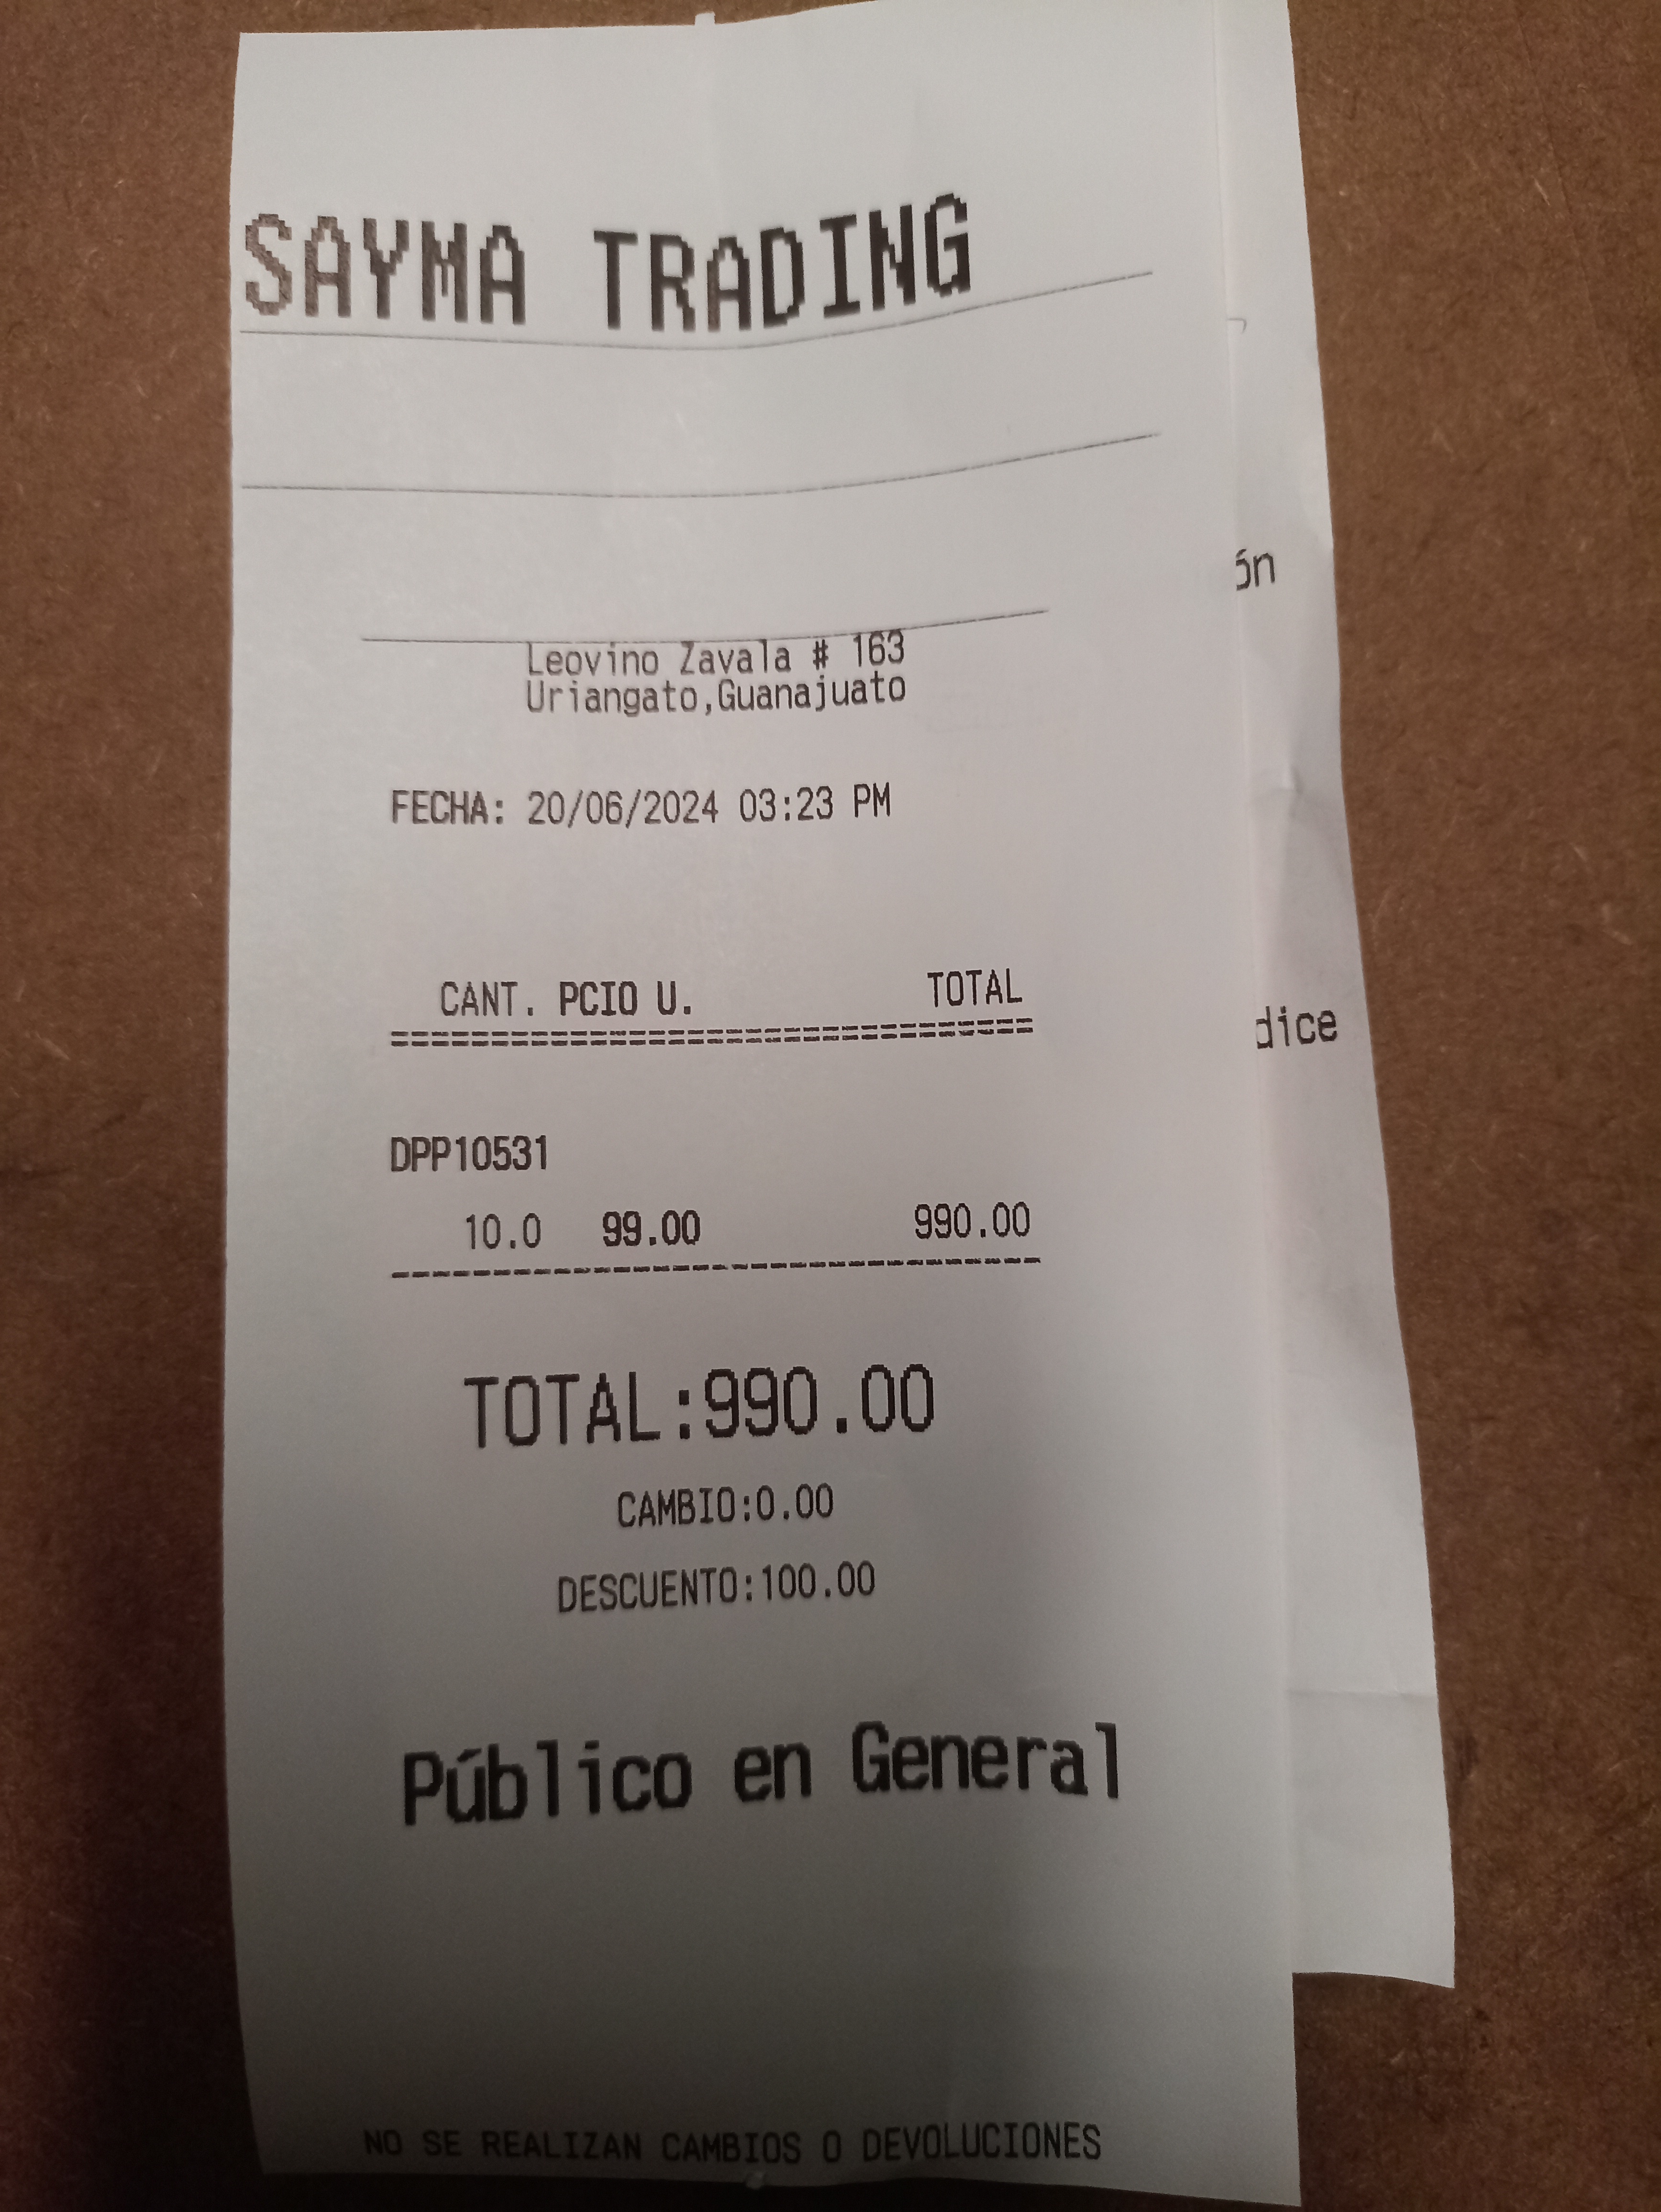 SAYMA TRADING
Leovino Zavala # 163
Uriangato,Guanajuato
FECHA: 20/06/2024 03:23 PM
CANT. PCIO U. TOTAL
================================
DPP10531
10.0 99.00 990.00
--------------------------------
TOTAL:990.00
CAMBIO:0.00
DESCUENTO:100.00
Público en General
NO SE REALIZAN CAMBIOS O DEVOLUCIONES
ón
dice